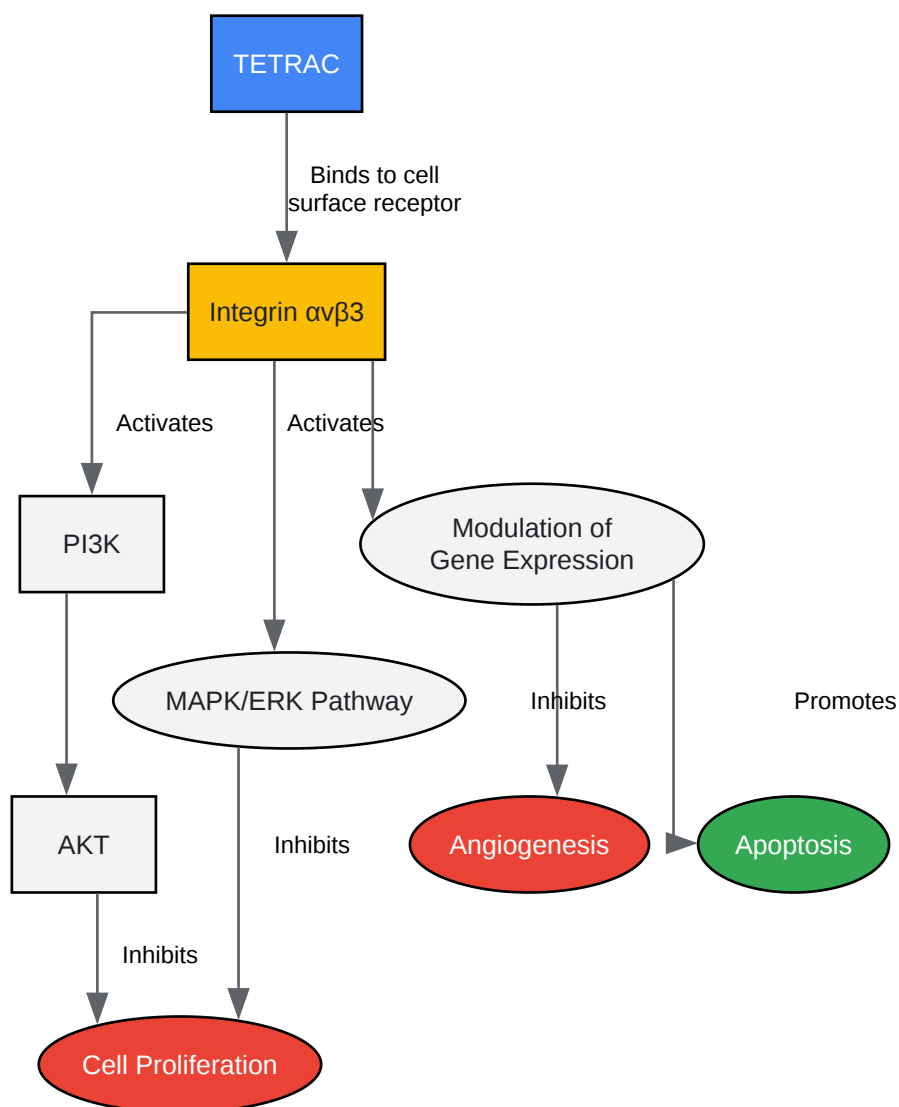 TETRAC
Binds to cell
surface receptor
Integrin αvβ3
Activates
Activates
PI3K
Modulation of
Gene Expression
MAPK/ERK Pathway
Inhibits
Promotes
AKT
Inhibits
Angiogenesis
Apoptosis
Inhibits
Cell Proliferation